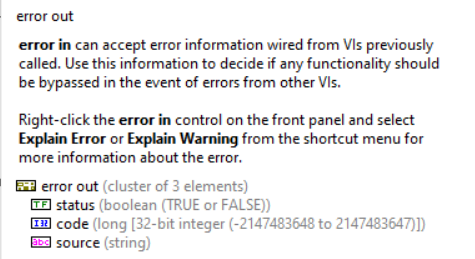 error out
error in can accept error information wired from VIs previously
called. Use this information to decide if any functionality should
be bypassed in the event of errors from other VIs.
Right-click the error in control on the front panel and select
Explain Error or Explain Warning from the shortcut menu for
more information about the error.
error out (cluster of 3 elements)
TF status (boolean (TRUE or FALSE))
I32 code (long [32-bit integer (-2147483648 to 2147483647)])
abc source (string)